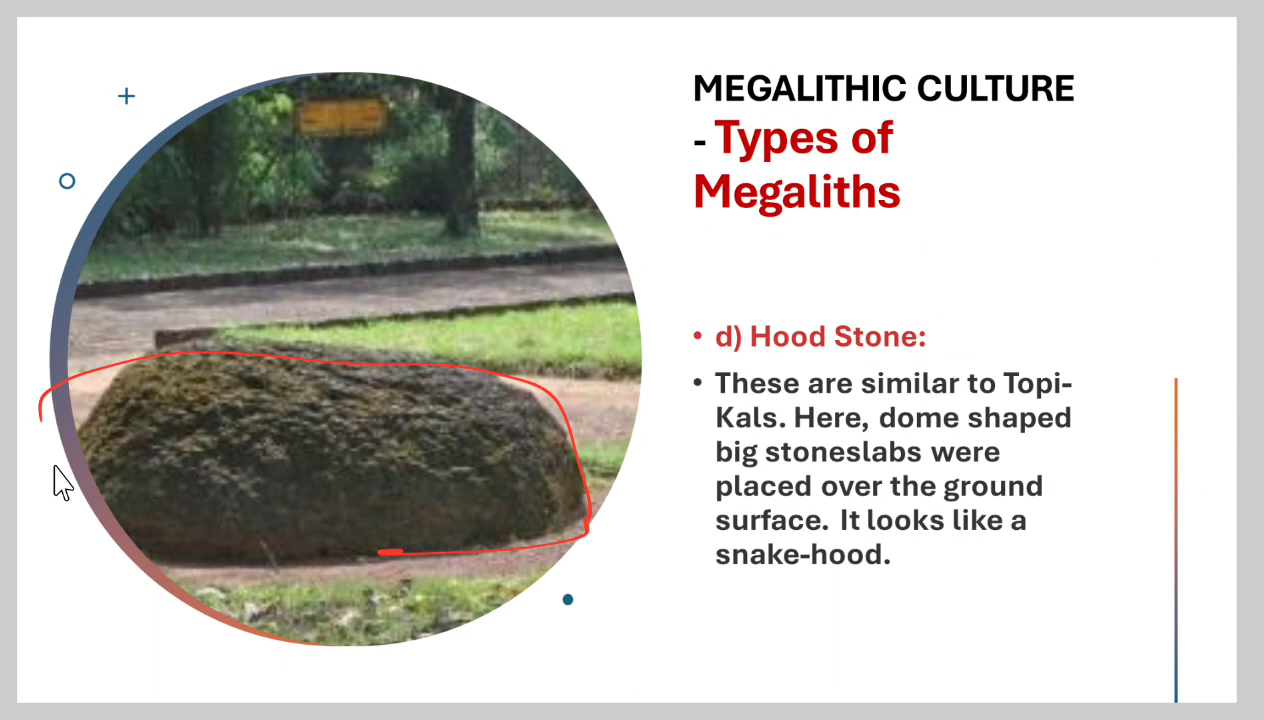 MEGALITHIC CULTURE
- Types of
Megaliths
• d) Hood Stone:
• These are similar to Topi-
Kals. Here, dome shaped
big stoneslabs were
placed over the ground
surface. It looks like a
snake-hood.